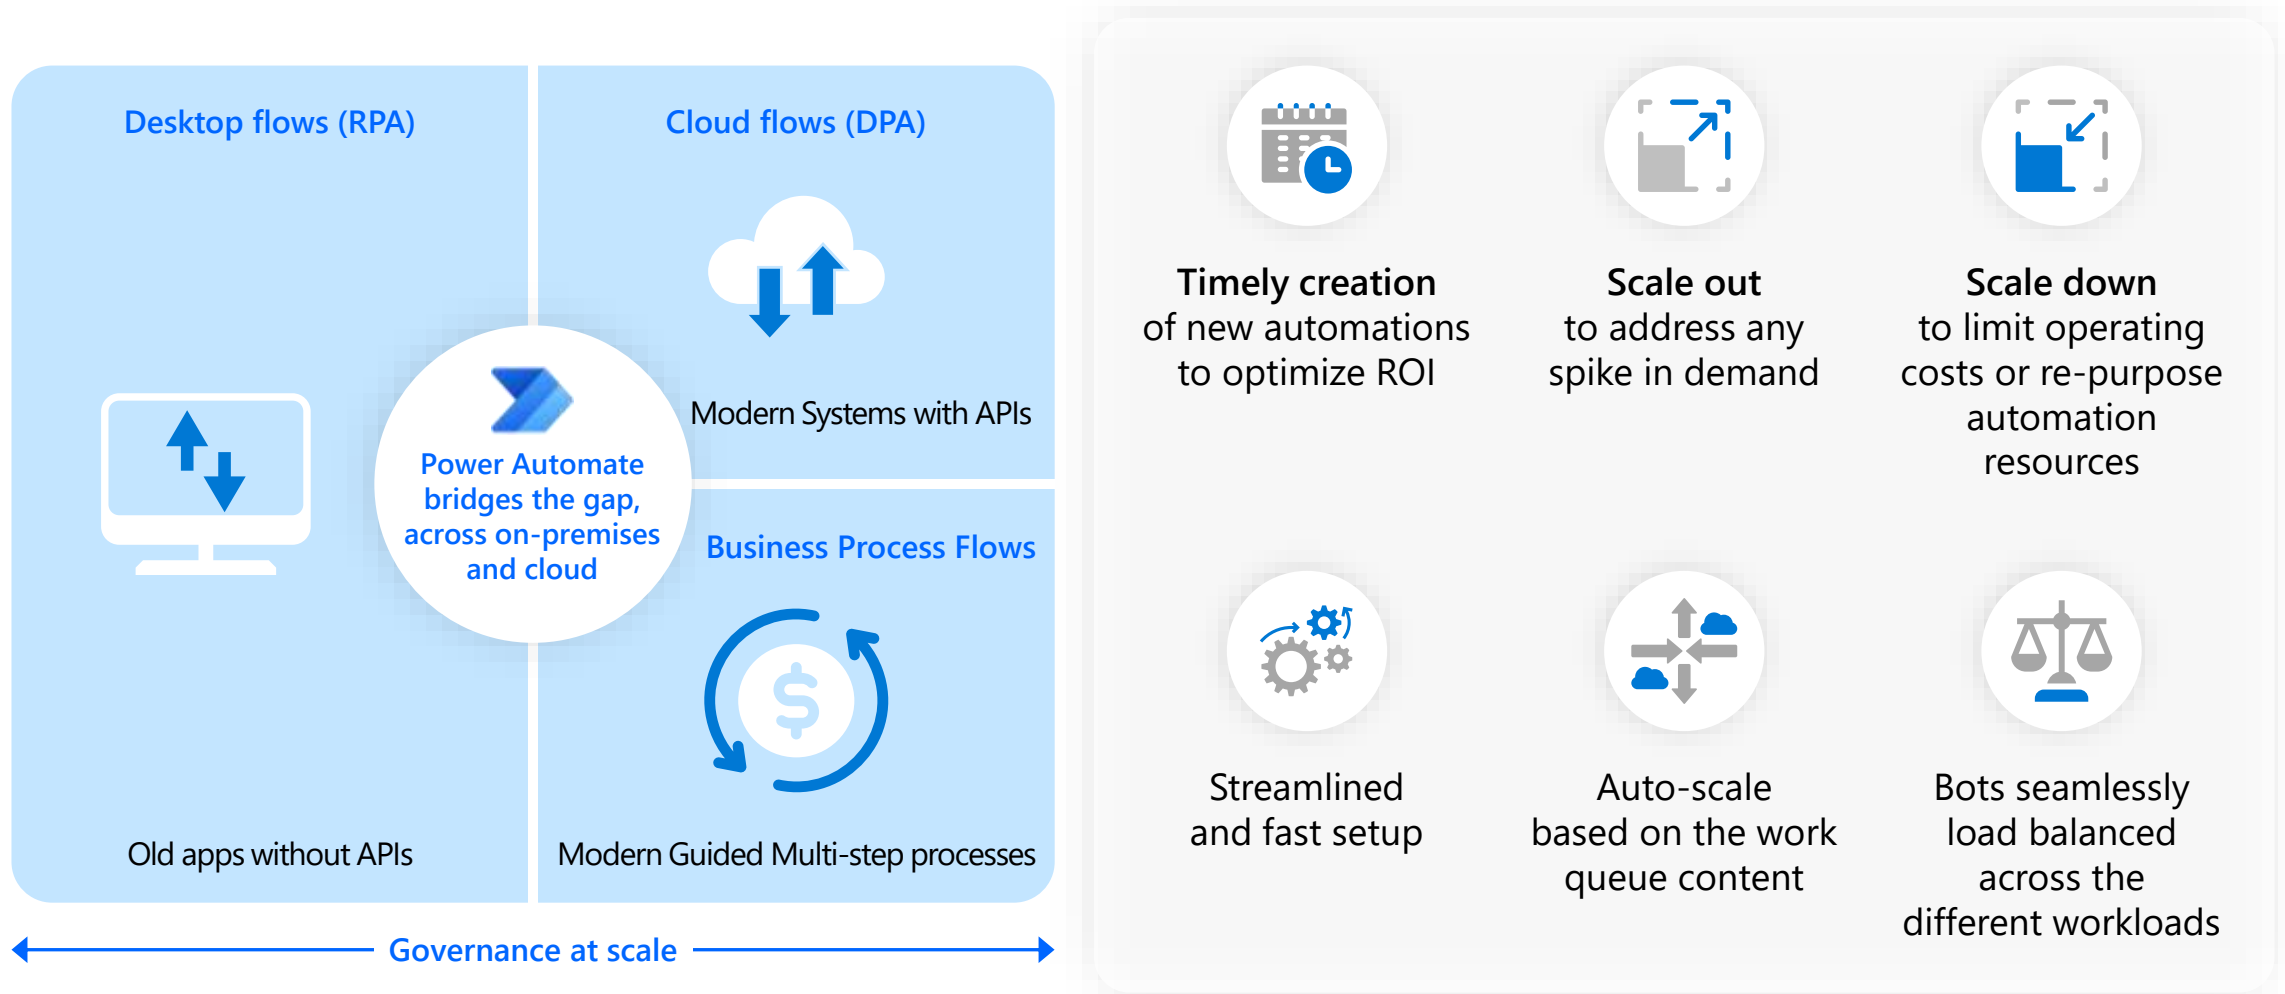 Desktop flows (RPA)
Old apps without APIs
Cloud flows (DPA)
Modern Systems with APIs
Power Automate
bridges the gap,
across on-premises
and cloud
Business Process Flows
$
Modern Guided Multi-step processes
Governance at scale
Timely creation
of new automations
to optimize ROI
Scale out
to address any
spike in demand
Scale down
to limit operating
costs or re-purpose
automation
resources
Streamlined
and fast setup
Auto-scale
based on the work
queue content
Bots seamlessly
load balanced
across the
different workloads